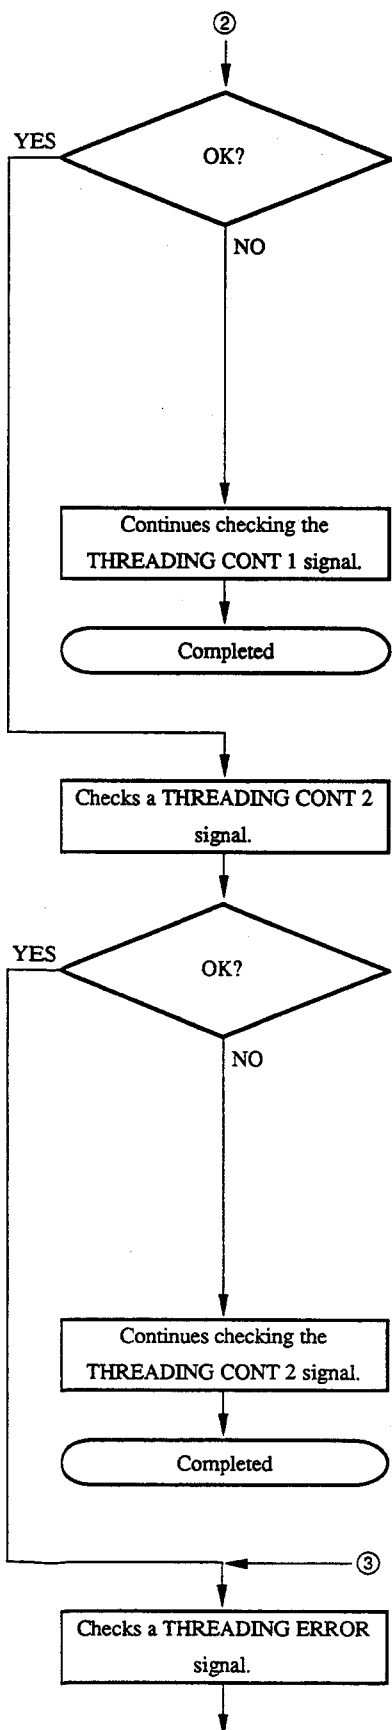 ②
YES
OK?
NO
Continues checking the
THREADING CONT 1 signal.
Completed
Checks a THREADING CONT 2
signal.
YES
OK?
NO
Continues checking the
THREADING CONT 2 signal.
Completed
③
Checks a THREADING ERROR
signal.